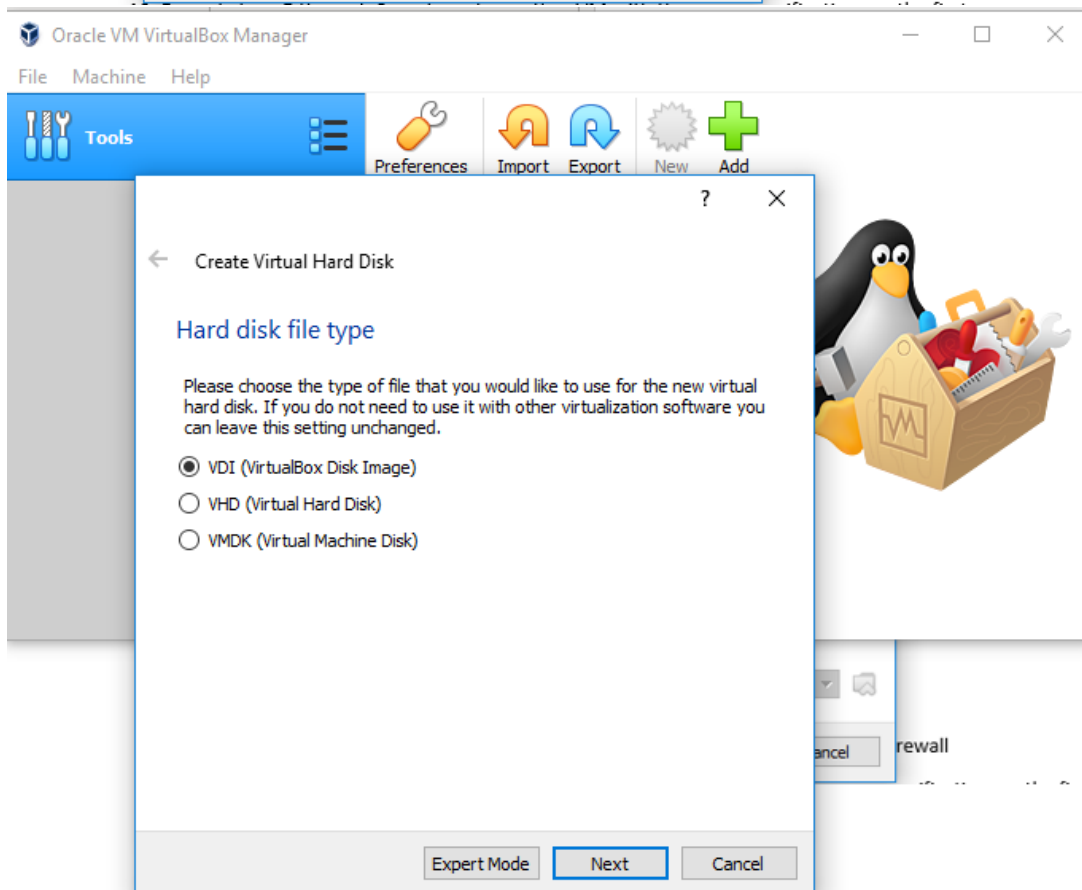 Oracle VM VirtualBox Manager
File Machine Help
Tools
Preferences Import Export New Add
?
Create Virtual Hard Disk
Hard disk file type
Please choose the type of file that you would like to use for the new virtual
hard disk. If you do not need to use it with other virtualization software you
can leave this setting unchanged.
VDI (VirtualBox Disk Image)
VHD (Virtual Hard Disk)
VMDK (Virtual Machine Disk)
ancel
rewall
Expert Mode Next Cancel